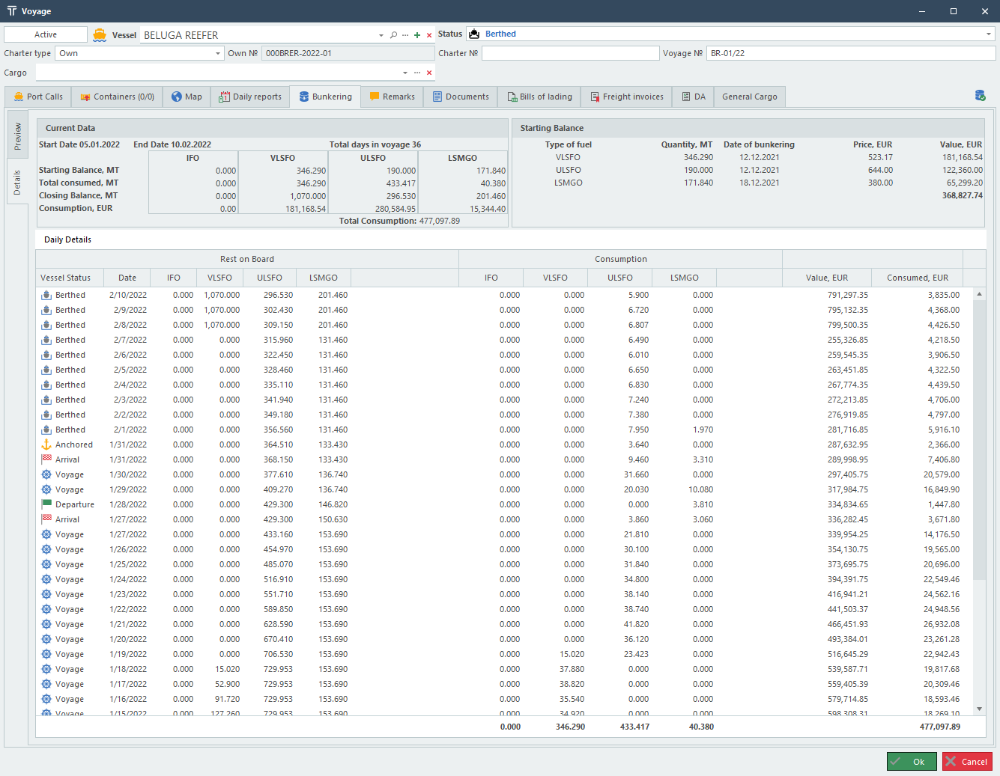 Voyage
Active Vessel BELUGA REEFER Status Berthed
Charter type Own Own № 000BRER-2022-01 Charter № Voyage № BR-01/22
Cargo
Port Calls Containers (0/0) Map Daily reports Bunkering Remarks Documents Bills of lading Freight invoices DA General Cargo
Preview
Details
Current Data
Start Date 05.01.2022 End Date 10.02.2022 Total days in voyage 36
IFO VLSFO ULSFO LSMGO
Starting Balance, MT 0.000 346.290 190.000 171.840
Total consumed, MT 0.000 346.290 433.417 40.380
Closing Balance, MT 0.000 1,070.000 296.530 201.460
Consumption, EUR 0.00 181,168.54 280,584.95 15,344.40
Total Consumption: 477,097.89
Starting Balance
Type of fuel Quantity, MT Date of bunkering Price, EUR Value, EUR
VLSFO 346.290 12.12.2021 523.17 181,168.54
ULSFO 190.000 12.12.2021 644.00 122,360.00
LSMGO 171.840 18.12.2021 380.00 65,299.20
368,827.74
Daily Details
Rest on Board Consumption
Vessel Status Date IFO VLSFO ULSFO LSMGO IFO VLSFO ULSFO LSMGO Value, EUR Consumed, EUR
Berthed 2/10/2022 0.000 1,070.000 296.530 201.460 0.000 0.000 5.900 0.000 791,297.35 3,835.00
Berthed 2/9/2022 0.000 1,070.000 302.430 201.460 0.000 0.000 6.720 0.000 795,132.35 4,368.00
Berthed 2/8/2022 0.000 1,070.000 309.150 201.460 0.000 0.000 6.807 0.000 799,500.35 4,426.50
Berthed 2/7/2022 0.000 0.000 315.960 131.460 0.000 0.000 6.490 0.000 255,326.85 4,218.50
Berthed 2/6/2022 0.000 0.000 322.450 131.460 0.000 0.000 6.010 0.000 259,545.35 3,906.50
Berthed 2/5/2022 0.000 0.000 328.460 131.460 0.000 0.000 6.650 0.000 263,451.85 4,322.50
Berthed 2/4/2022 0.000 0.000 335.110 131.460 0.000 0.000 6.830 0.000 267,774.35 4,439.50
Berthed 2/3/2022 0.000 0.000 341.940 131.460 0.000 0.000 7.240 0.000 272,213.85 4,706.00
Berthed 2/2/2022 0.000 0.000 349.180 131.460 0.000 0.000 7.380 0.000 276,919.85 4,797.00
Berthed 2/1/2022 0.000 0.000 356.560 131.460 0.000 0.000 7.950 1.970 281,716.85 5,916.10
Anchored 1/31/2022 0.000 0.000 364.510 133.430 0.000 0.000 3.640 0.000 287,632.95 2,366.00
Arrival 1/31/2022 0.000 0.000 368.150 133.430 0.000 0.000 9.460 3.310 289,998.95 7,406.80
Voyage 1/30/2022 0.000 0.000 377.610 136.740 0.000 0.000 31.660 0.000 297,405.75 20,579.00
Voyage 1/29/2022 0.000 0.000 409.270 136.740 0.000 0.000 20.030 10.080 317,984.75 16,849.90
Departure 1/28/2022 0.000 0.000 429.300 146.820 0.000 0.000 0.000 3.810 334,834.65 1,447.80
Arrival 1/27/2022 0.000 0.000 429.300 150.630 0.000 0.000 3.860 3.060 336,282.45 3,671.80
Voyage 1/27/2022 0.000 0.000 433.160 153.690 0.000 0.000 21.810 0.000 339,954.25 14,176.50
Voyage 1/26/2022 0.000 0.000 454.970 153.690 0.000 0.000 30.100 0.000 354,130.75 19,565.00
Voyage 1/25/2022 0.000 0.000 485.070 153.690 0.000 0.000 31.840 0.000 373,695.75 20,696.00
Voyage 1/24/2022 0.000 0.000 516.910 153.690 0.000 0.000 34.800 0.000 394,391.75 22,549.46
Voyage 1/23/2022 0.000 0.000 551.710 153.690 0.000 0.000 38.140 0.000 416,941.21 24,562.16
Voyage 1/22/2022 0.000 0.000 589.850 153.690 0.000 0.000 38.740 0.000 441,503.37 24,948.56
Voyage 1/21/2022 0.000 0.000 628.590 153.690 0.000 0.000 41.820 0.000 466,451.93 26,932.08
Voyage 1/20/2022 0.000 0.000 670.410 153.690 0.000 0.000 36.120 0.000 493,384.01 23,261.28
Voyage 1/19/2022 0.000 0.000 706.530 153.690 0.000 15.020 23.423 0.000 516,645.29 22,942.43
Voyage 1/18/2022 0.000 15.020 729.953 153.690 0.000 37.880 0.000 0.000 539,587.71 19,817.68
Voyage 1/17/2022 0.000 52.900 729.953 153.690 0.000 38.820 0.000 0.000 559,405.39 20,309.46
Voyage 1/16/2022 0.000 91.720 729.953 153.690 0.000 35.540 0.000 0.000 579,714.85 18,593.46
Voyage 1/15/2022 0.000 127.260 729.953 153.690 0.000 34.920 0.000 0.000 598,308.31 18,269.10
0.000 346.290 433.417 40.380 477,097.89
Ok Cancel